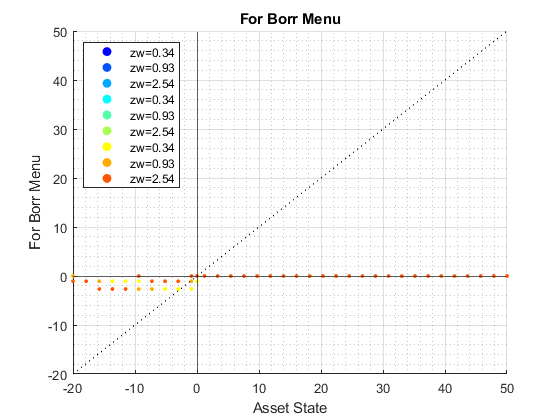 For Borr Menu
50
40
30
20
10
0
-10
-20
For Borr Menu
zw=0.34
zw=0.93
zw=2.54
zw=0.34
zw=0.93
zw=2.54
zw=0.34
zw=0.93
zw=2.54
-20 -10 0 10 20 30 40 50
Asset State